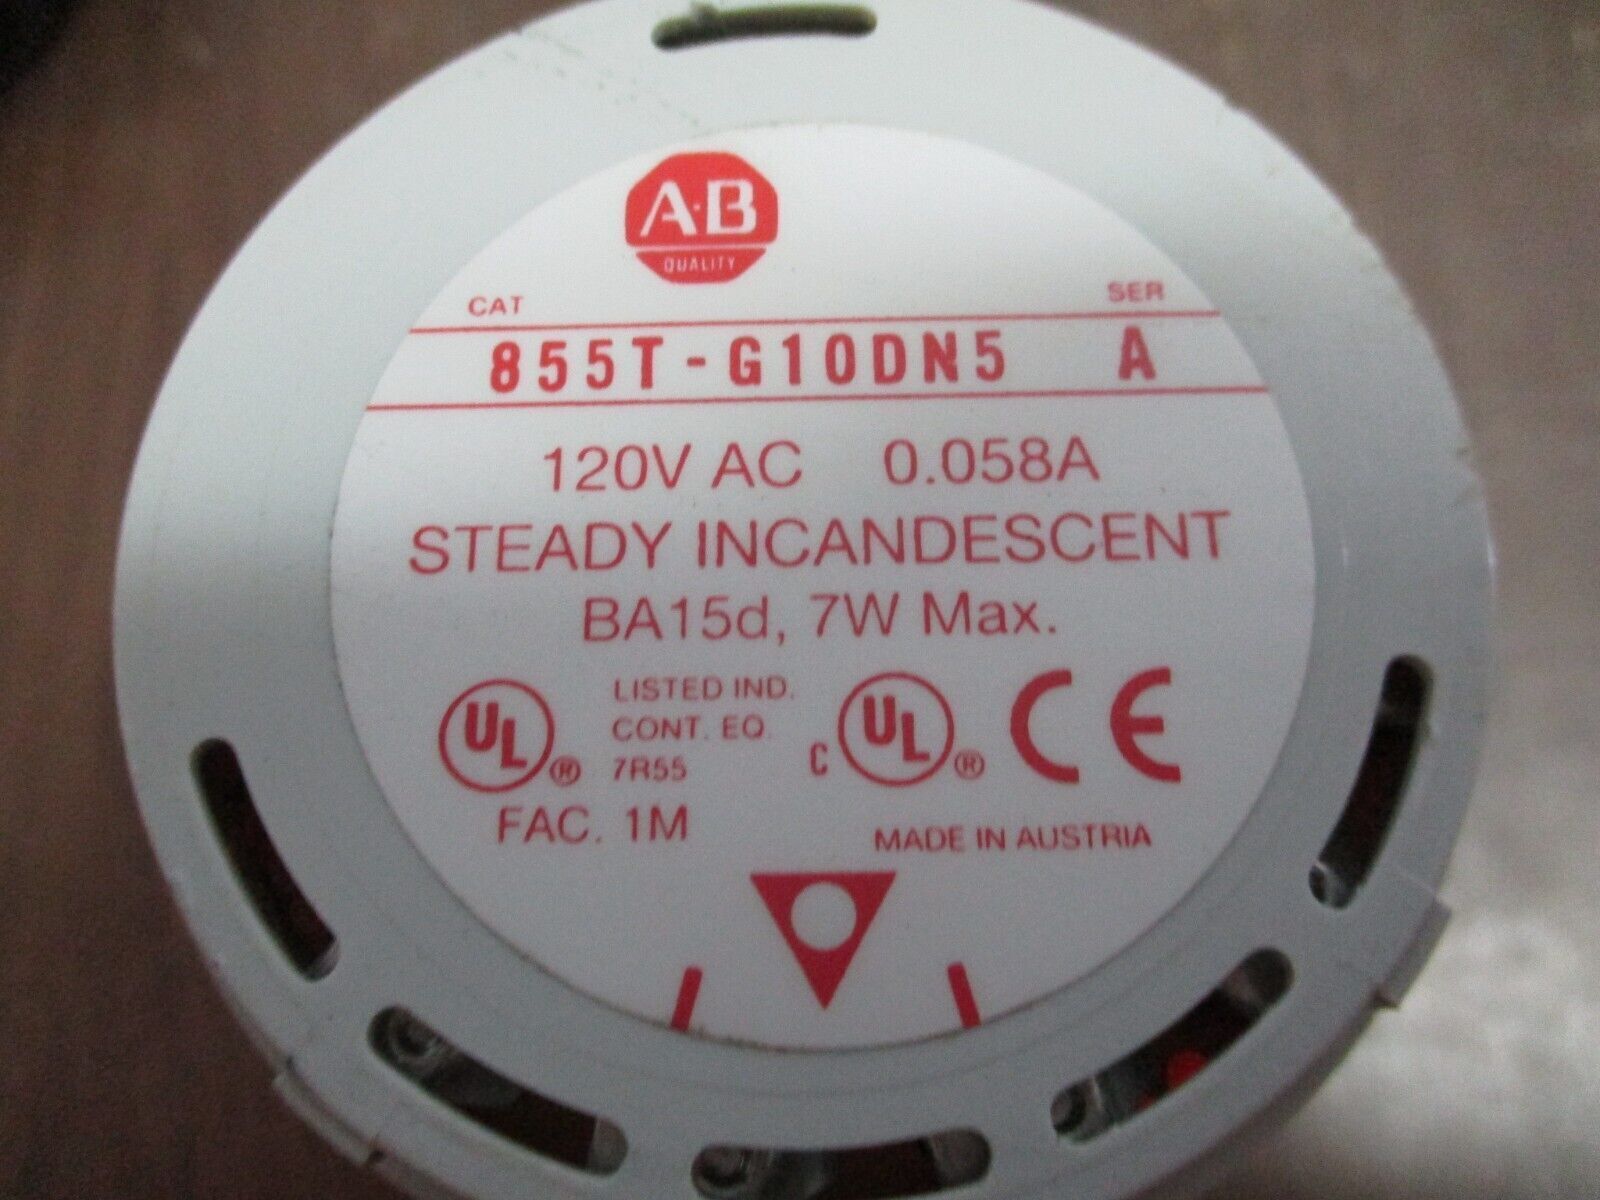 A·B
QUALITY
CAT SER
855T-G10DN5 A
120V AC 0.058A
STEADY INCANDESCENT
BA15d, 7W Max.
UL® LISTED IND. CONT. EQ. 7R55
C UL® CE
FAC. 1M
MADE IN AUSTRIA